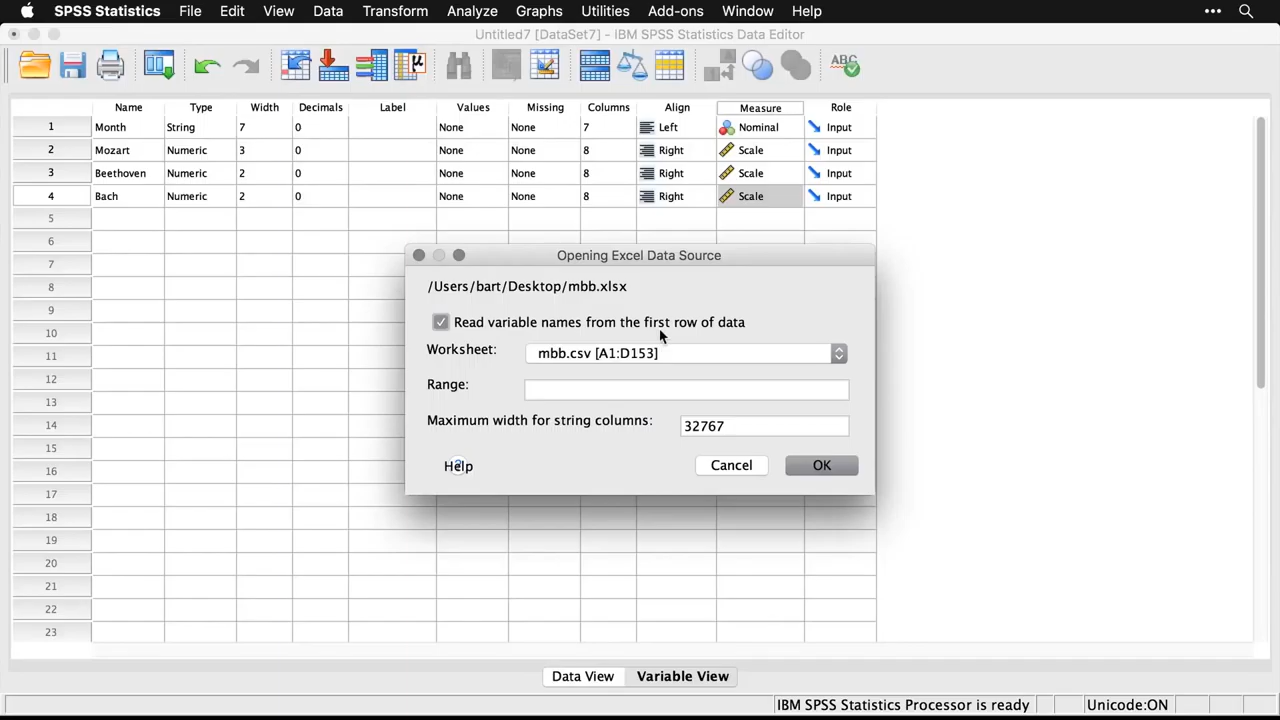 SPSS Statistics File Edit View Data Transform Analyze Graphs Utilities Add-ons Window Help
Untitled7 [DataSet7] - IBM SPSS Statistics Data Editor
μ ABC
Name Type Width Decimals Label Values Missing Columns Align Measure Role
1 Month String 7 0 None None 7 Left Nominal Input
2 Mozart Numeric 3 0 None None 8 Right Scale Input
3 Beethoven Numeric 2 0 None None 8 Right Scale Input
4 Bach Numeric 2 0 None None 8 Right Scale Input
5
6
7
8
9
10
11
12
13
14
15
16
17
18
19
20
21
22
23
Opening Excel Data Source
/Users/bart/Desktop/mbb.xlsx
Read variable names from the first row of data
Worksheet: mbb.csv [A1:D153]
Range:
Maximum width for string columns: 32767
Help Cancel OK
Data View Variable View
IBM SPSS Statistics Processor is ready Unicode:ON